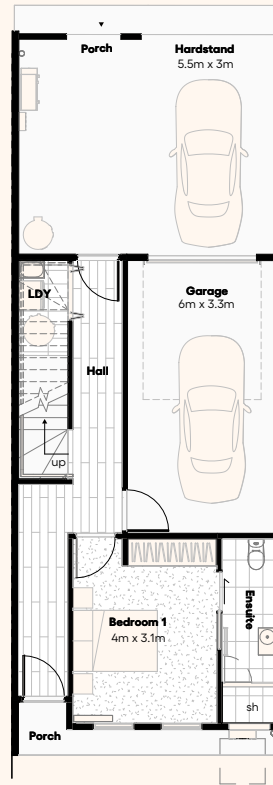 Porch
Hardstand
5.5m x 3m
LDY
Garage
6m x 3.3m
Hall
up
Bedroom 1
4m x 3.1m
Ensuite
sh
Porch